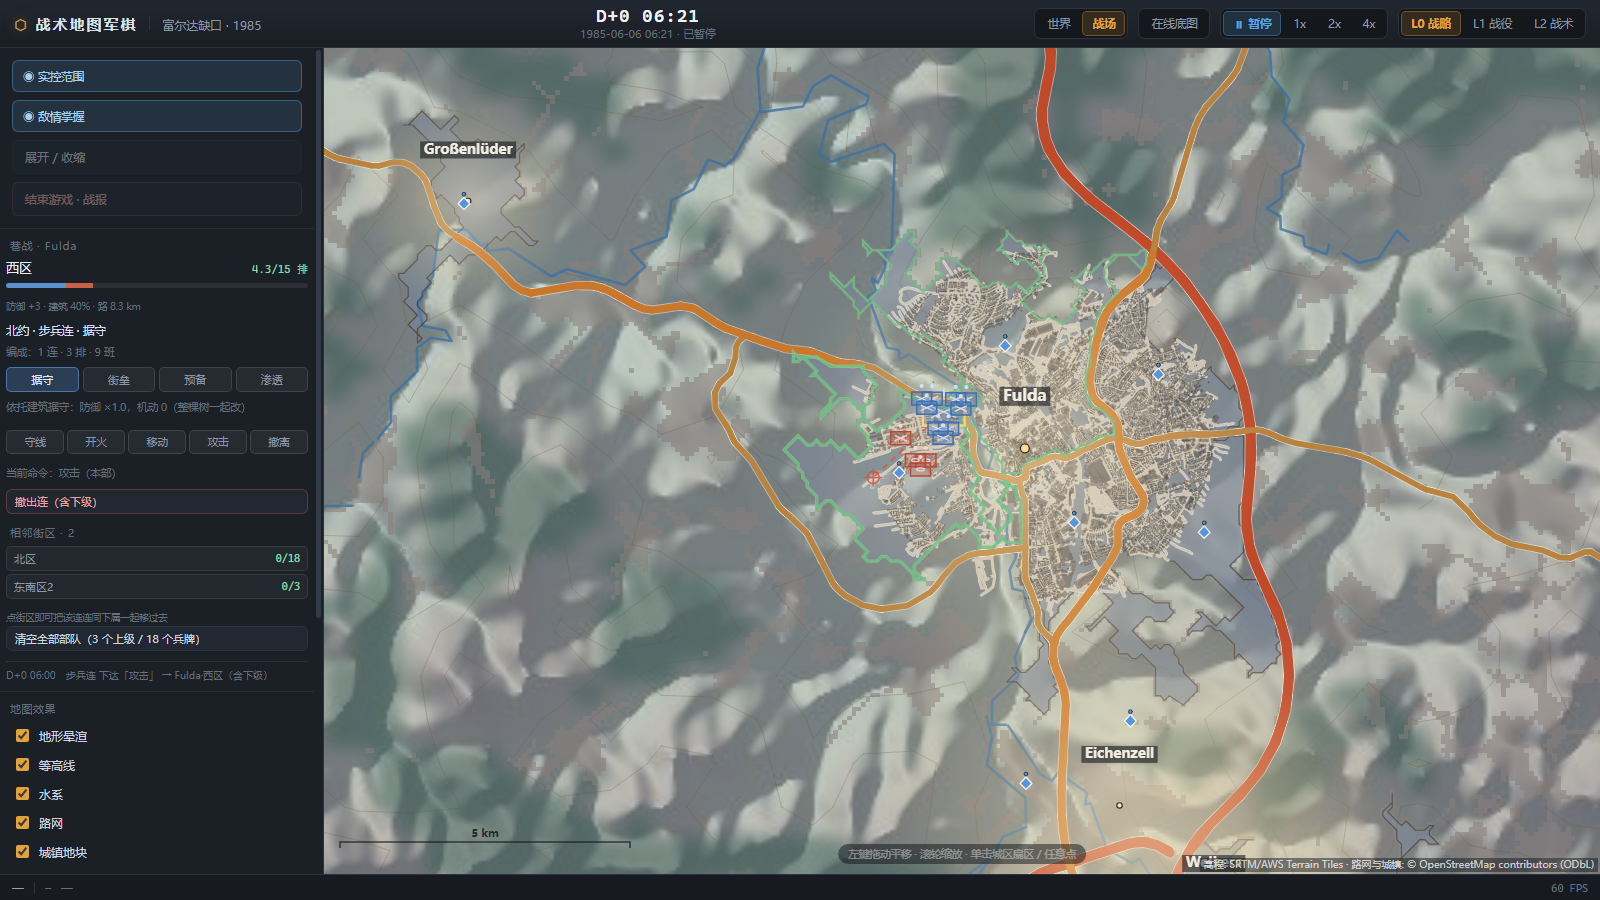 战术地图军棋
富尔达缺口 · 1985
D+0 06:21
1985-06-06 06:21 · 已暂停
世界
战场
在线底图
⏸ 暂停
1x
2x
4x
L0 战略
L1 战役
L2 战术
◉ 实控范围
◉ 敌情掌握
展开 / 收缩
结束游戏 · 战报
巷战 · Fulda
西区
4.3/15 排
防御 +3 · 建筑 40% · 路 8.3 km
北约 · 步兵连 · 据守
编成：1 连 · 3 排 · 9 班
据守
街垒
预备
渗透
依托建筑据守：防御 ×1.0，机动 0（整棵树一起改）
守线
开火
移动
攻击
撤离
当前命令：攻击（本部）
撤出连（含下级）
相邻街区 · 2
北区
0/18
东南区2
0/3
点街区即可把该连连同下属一起移过去
清空全部部队（3 个上级 / 18 个兵牌）
D+0 06:00 步兵连 下达「攻击」 → Fulda·西区（含下级）
地图效果
地形晕渲
等高线
水系
路网
城镇地块
Großenlüder
Fulda
Eichenzell
5 km
左键拖动平移 · 滚轮缩放 · 单击城区扇区 / 任意点
高程: SRTM/AWS Terrain Tiles · 路网与城镇: © OpenStreetMap contributors (ODbL)
— | – —
60 FPS